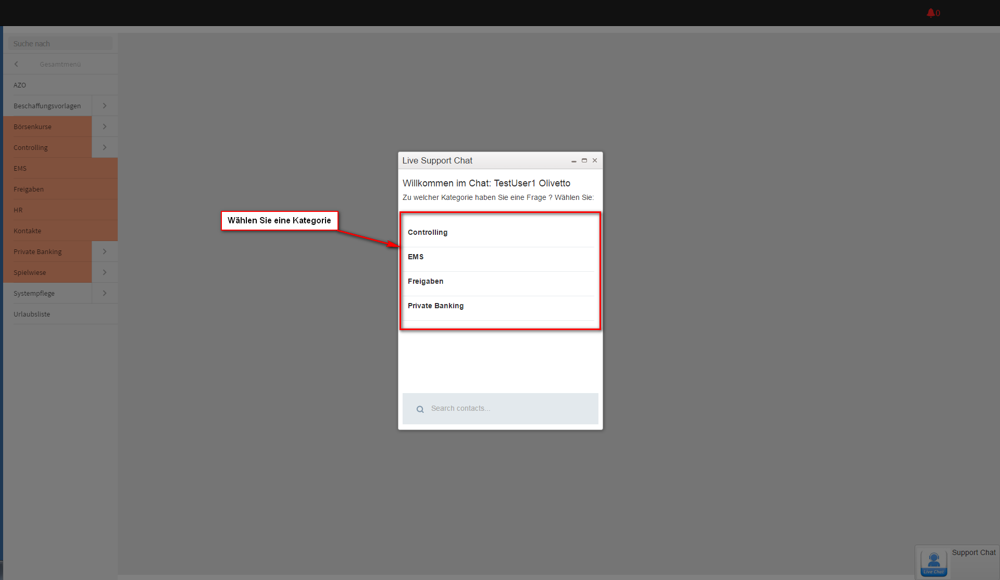 0
Suche nach
Gesamtmenü
AZO
Beschaffungsvorlagen
Börsenkurse
Controlling
EMS
Freigaben
HR
Kontakte
Private Banking
Spielwiese
Systempflege
Urlaubsliste
Wählen Sie eine Kategorie
Live Support Chat
Willkommen im Chat: TestUser1 Olivetto
Zu welcher Kategorie haben Sie eine Frage ? Wählen Sie:
Controlling
EMS
Freigaben
Private Banking
Search contacts...
Support Chat
Live Chat